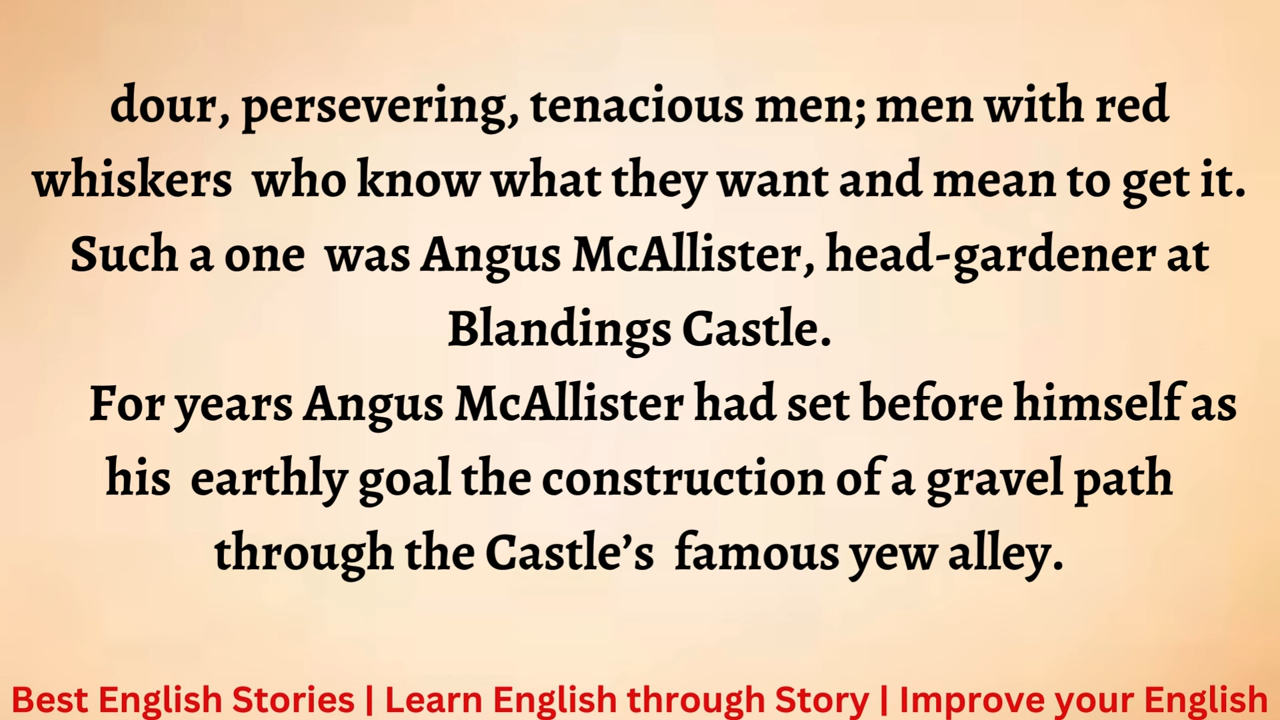 dour, persevering, tenacious men; men with red
whiskers who know what they want and mean to get it.
Such a one was Angus McAllister, head-gardener at
Blandings Castle.
For years Angus McAllister had set before himself as
his earthly goal the construction of a gravel path
through the Castle’s famous yew alley.
Best English Stories | Learn English through Story | Improve your English